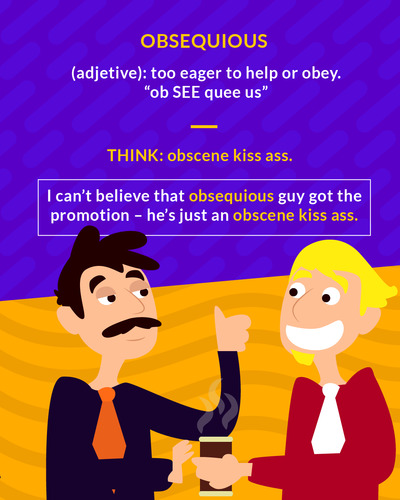 OBSEQUIOUS
(adjetive): too eager to help or obey.
“ob SEE quee us”
THINK: obscene kiss ass.
I can’t believe that obsequious guy got the
promotion – he’s just an obscene kiss ass.